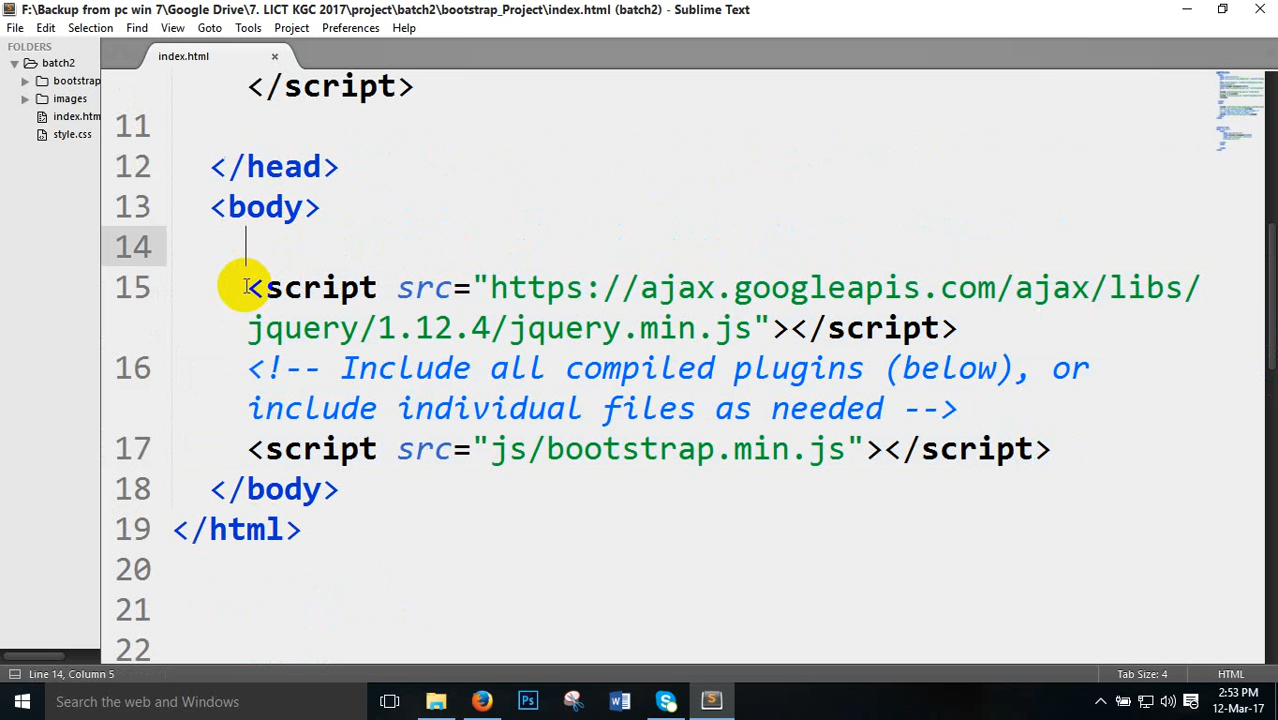 F:\Backup from pc win 7\Google Drive\7. LICT KGC 2017\project\batch2\bootstrap_Project\index.html (batch2) - Sublime Text
File Edit Selection Find View Goto Tools Project Preferences Help
FOLDERS
batch2
bootstrap
images
index.htm
style.css
index.html ×
</script>
11
12 </head>
13 <body>
14
15 <script src="https://ajax.googleapis.com/ajax/libs/
jquery/1.12.4/jquery.min.js"></script>
16 <!-- Include all compiled plugins (below), or
include individual files as needed -->
17 <script src="js/bootstrap.min.js"></script>
18 </body>
19 </html>
20
21
22
Line 14, Column 5 Tab Size: 4 HTML
Search the web and Windows
2:53 PM
12-Mar-17